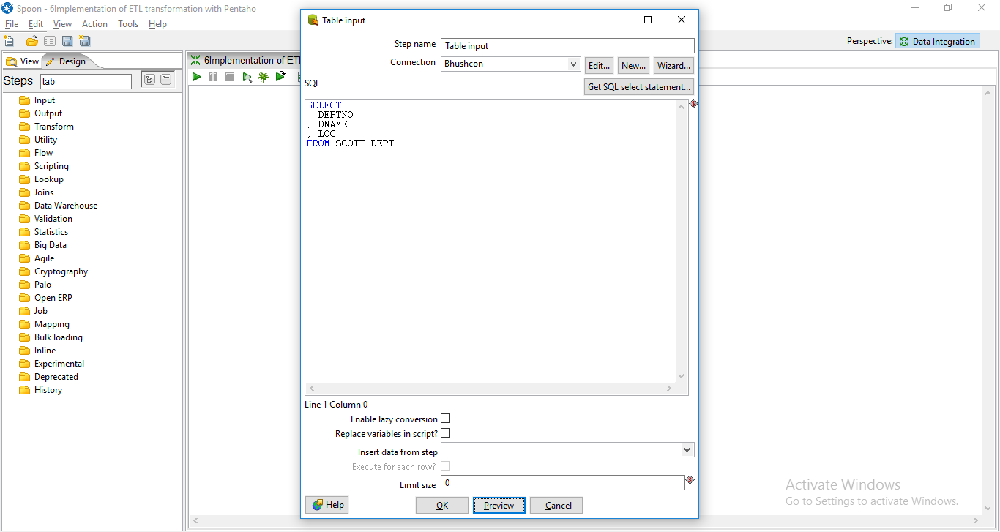 Spoon - 6Implementation of ETL transformation with Pentaho
File Edit View Action Tools Help
Perspective: Data Integration
View Design
Steps tab
Input
Output
Transform
Utility
Flow
Scripting
Lookup
Joins
Data Warehouse
Validation
Statistics
Big Data
Agile
Cryptography
Palo
Open ERP
Job
Mapping
Bulk loading
Inline
Experimental
Deprecated
History
6Implementation of ETI
Table input
Step name Table input
Connection Bhushcon Edit... New... Wizard...
SQL Get SQL select statement...
SELECT
DEPTNO
, DNAME
, LOC
FROM SCOTT.DEPT
Line 1 Column 0
Enable lazy conversion
Replace variables in script?
Insert data from step
Execute for each row?
Limit size 0
Help OK Preview Cancel
Activate Windows
Go to Settings to activate Windows.